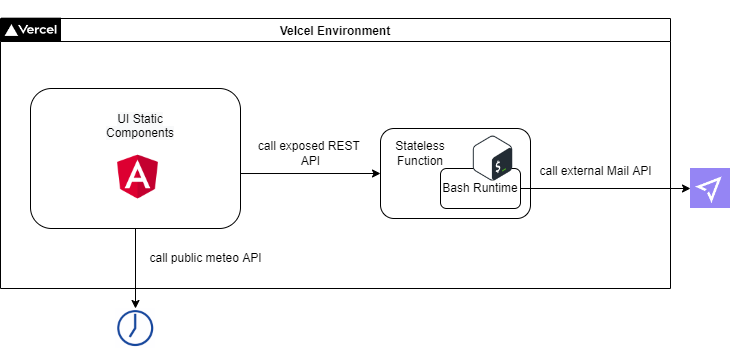 Vercel
Velcel Environment
UI Static
Components
call exposed REST
API
Stateless
Function
$_
Bash Runtime
call external Mail API
call public meteo API